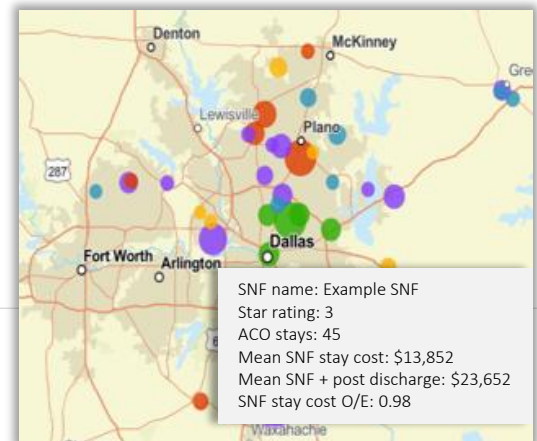 Denton
McKinney
Gre
Lewisville
Plano
287
Dallas
Fort Worth
Arlington
SNF name: Example SNF
Star rating: 3
ACO stays: 45
Mean SNF stay cost: $13,852
Mean SNF + post discharge: $23,652
SNF stay cost O/E: 0.98
6
Waxahachie